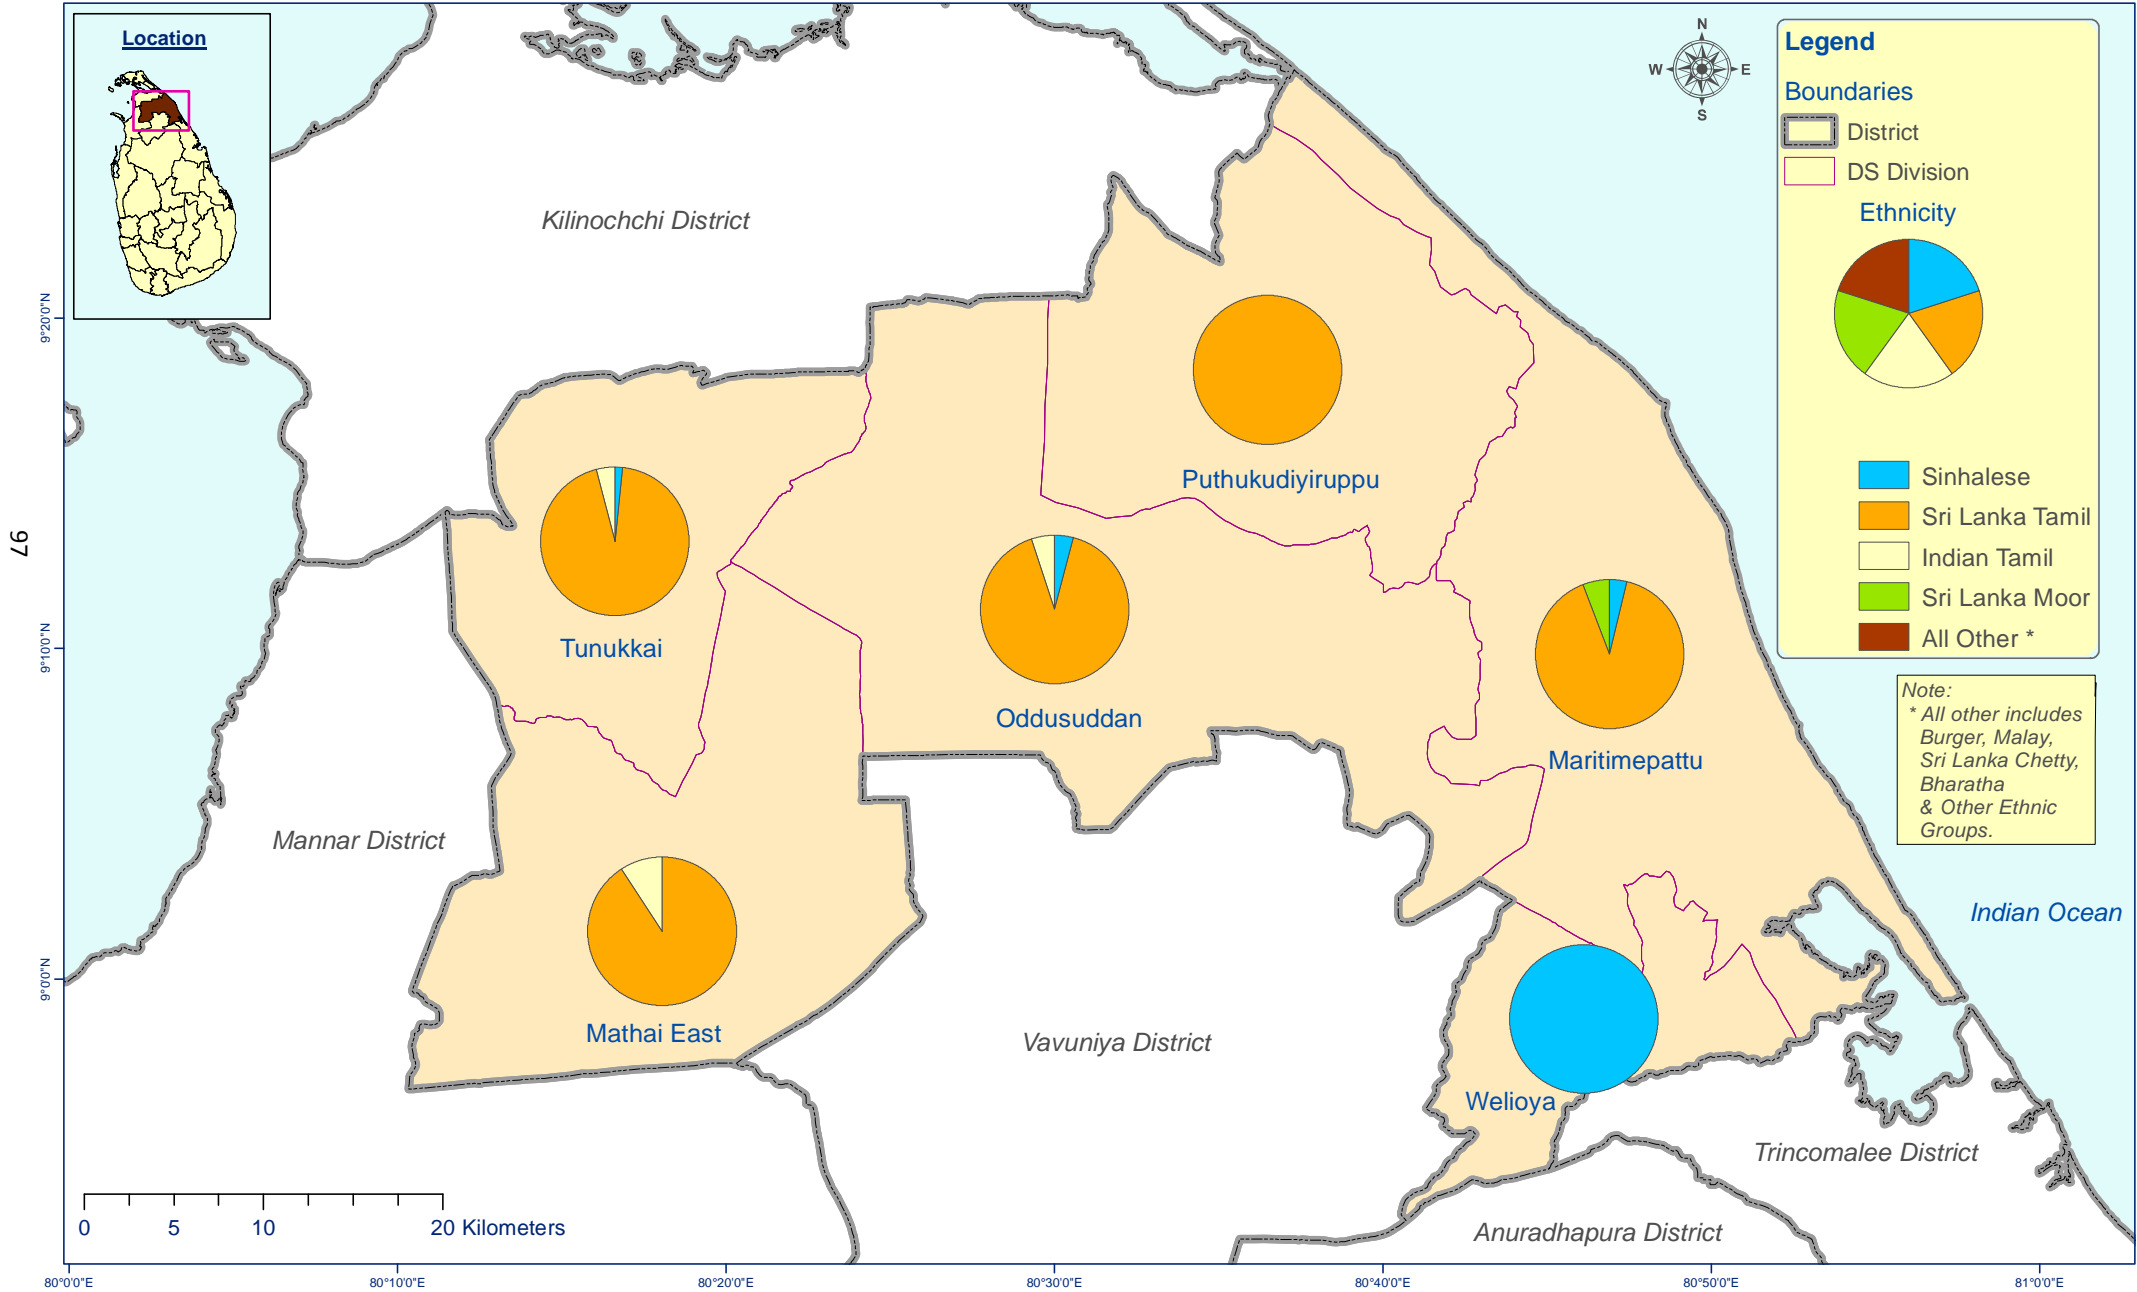 Location
N
W
E
S
Legend
Boundaries
District
DS Division
Ethnicity
Sinhalese
Sri Lanka Tamil
Indian Tamil
Sri Lanka Moor
All Other *
Note:
* All other includes
Burger, Malay,
Sri Lanka Chetty,
Bharatha
& Other Ethnic
Groups.
Kilinochchi District
Puthukudiyiruppu
Tunukkai
Oddusuddan
Maritimepattu
Mannar District
Mathai East
Vavuniya District
Welioya
Indian Ocean
Trincomalee District
Anuradhapura District
0 5 10 20 Kilometers
9°20'0"N
9°10'0"N
9°0'0"N
97
80°0'0"E
80°10'0"E
80°20'0"E
80°30'0"E
80°40'0"E
80°50'0"E
81°0'0"E